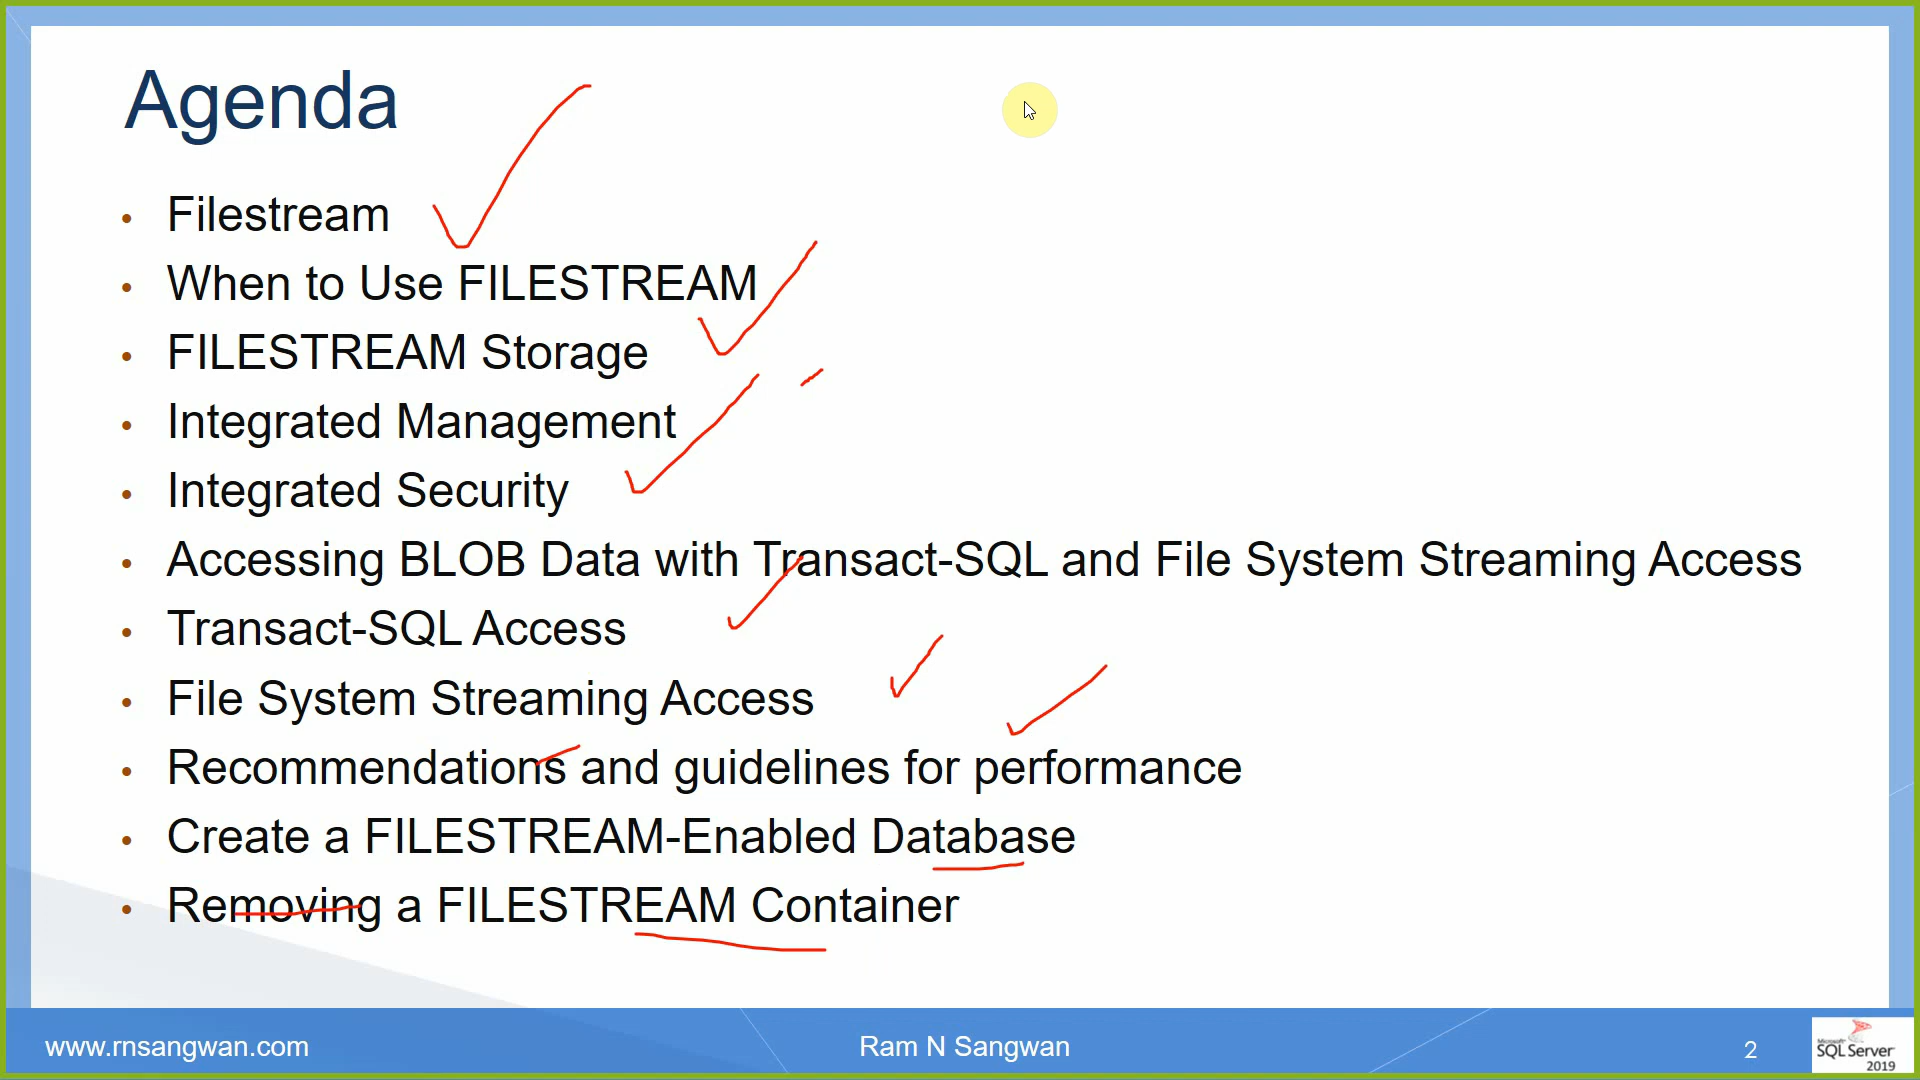 Agenda
• Filestream
• When to Use FILESTREAM
• FILESTREAM Storage
• Integrated Management
• Integrated Security
• Accessing BLOB Data with Transact-SQL and File System Streaming Access
• Transact-SQL Access
• File System Streaming Access
• Recommendations and guidelines for performance
• Create a FILESTREAM-Enabled Database
• Removing a FILESTREAM Container
www.rnsangwan.com
Ram N Sangwan
2
Microsoft
SQL Server
2019